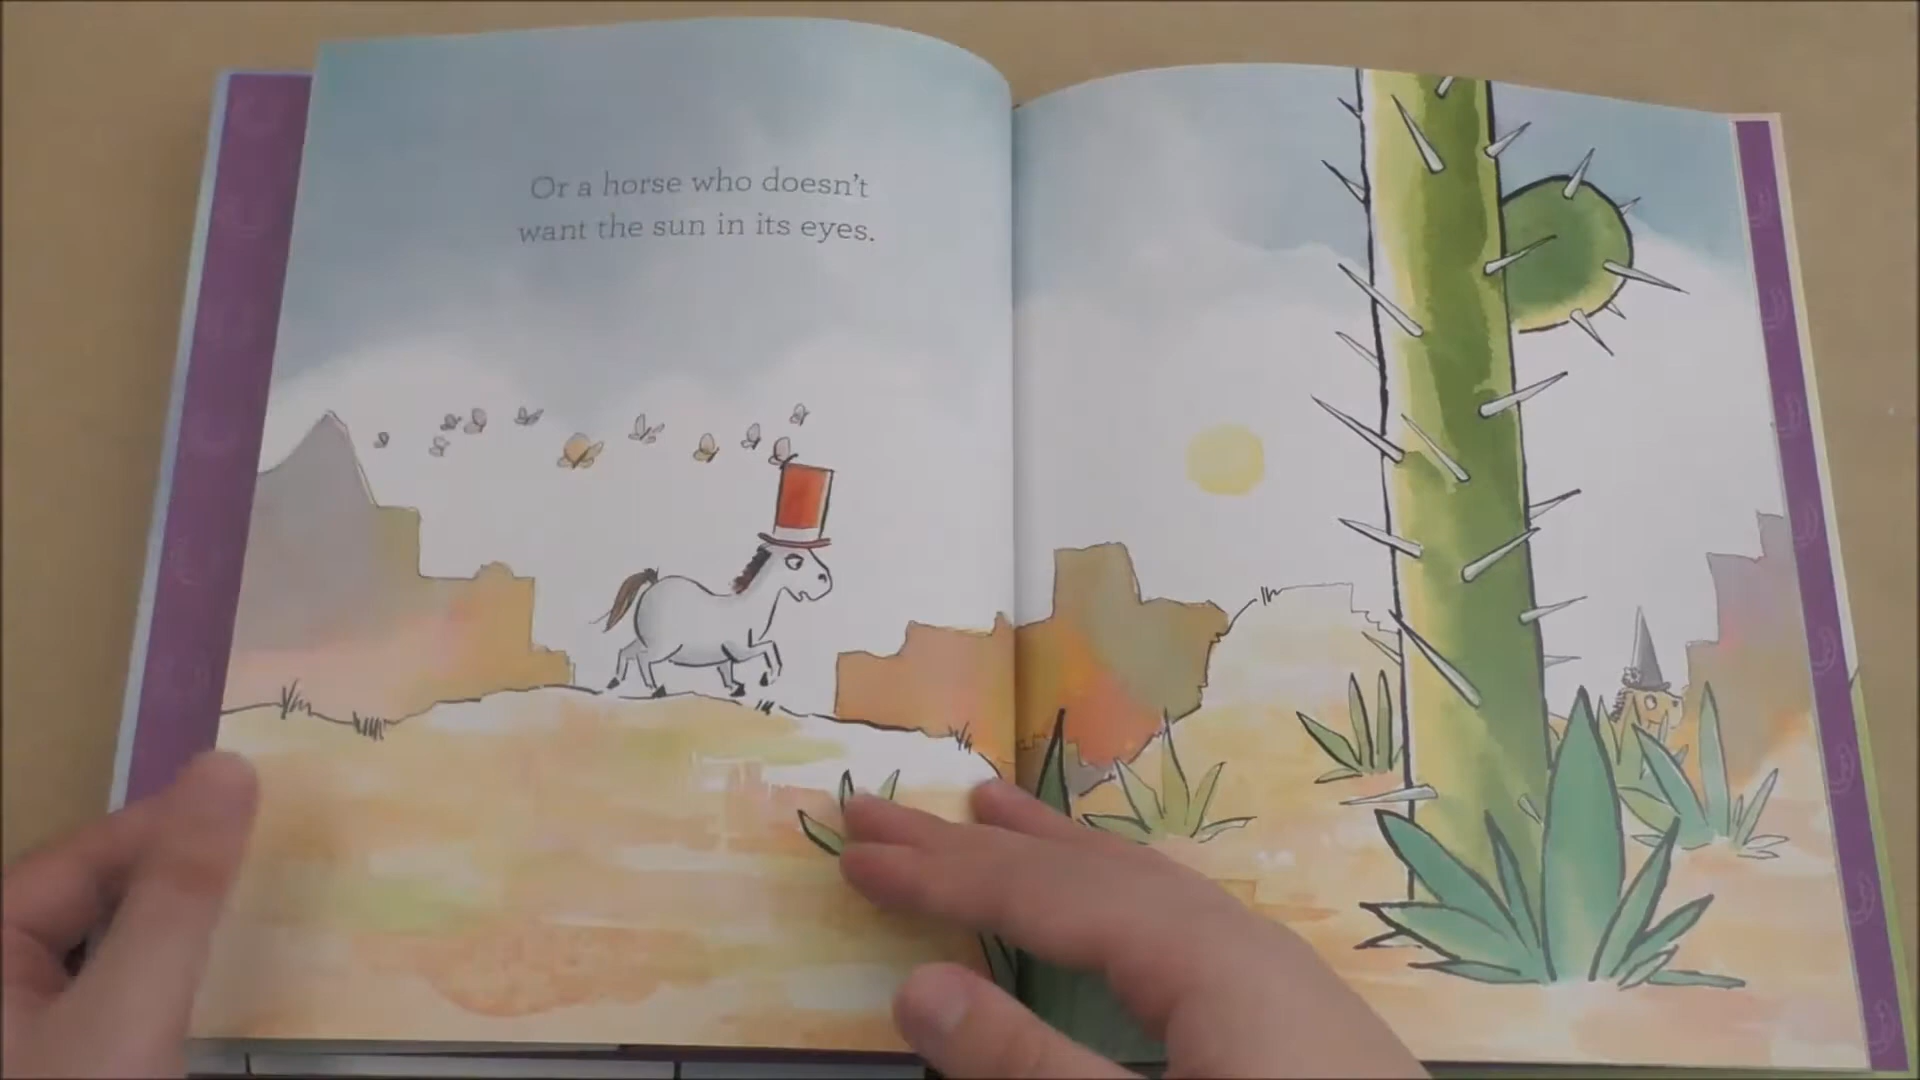 Or a horse who doesn't
want the sun in its eyes.